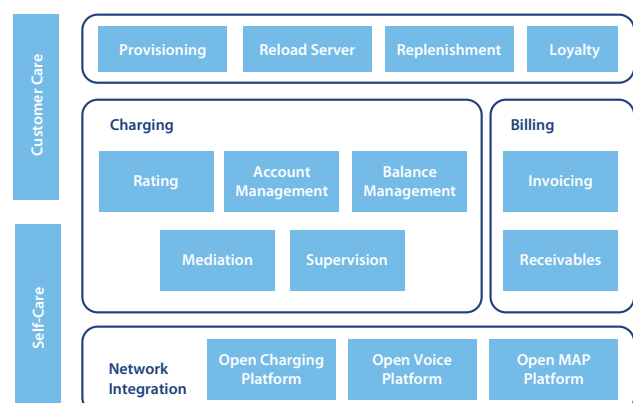 Customer Care
Provisioning
Reload Server
Replenishment
Loyalty
Charging
Rating
Account
Management
Balance
Management
Mediation
Supervision
Billing
Invoicing
Receivables
Self-Care
Network
Integration
Open Charging
Platform
Open Voice
Platform
Open MAP
Platform